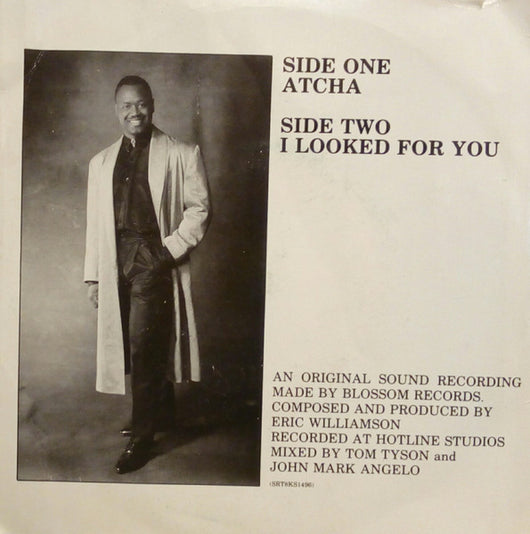 SIDE ONE
ATCHA
SIDE TWO
I LOOKED FOR YOU
AN ORIGINAL SOUND RECORDING
MADE BY BLOSSOM RECORDS.
COMPOSED AND PRODUCED BY
ERIC WILLIAMSON
RECORDED AT HOTLINE STUDIOS
MIXED BY TOM TYSON and
JOHN MARK ANGELO
(SRT8KS1496)